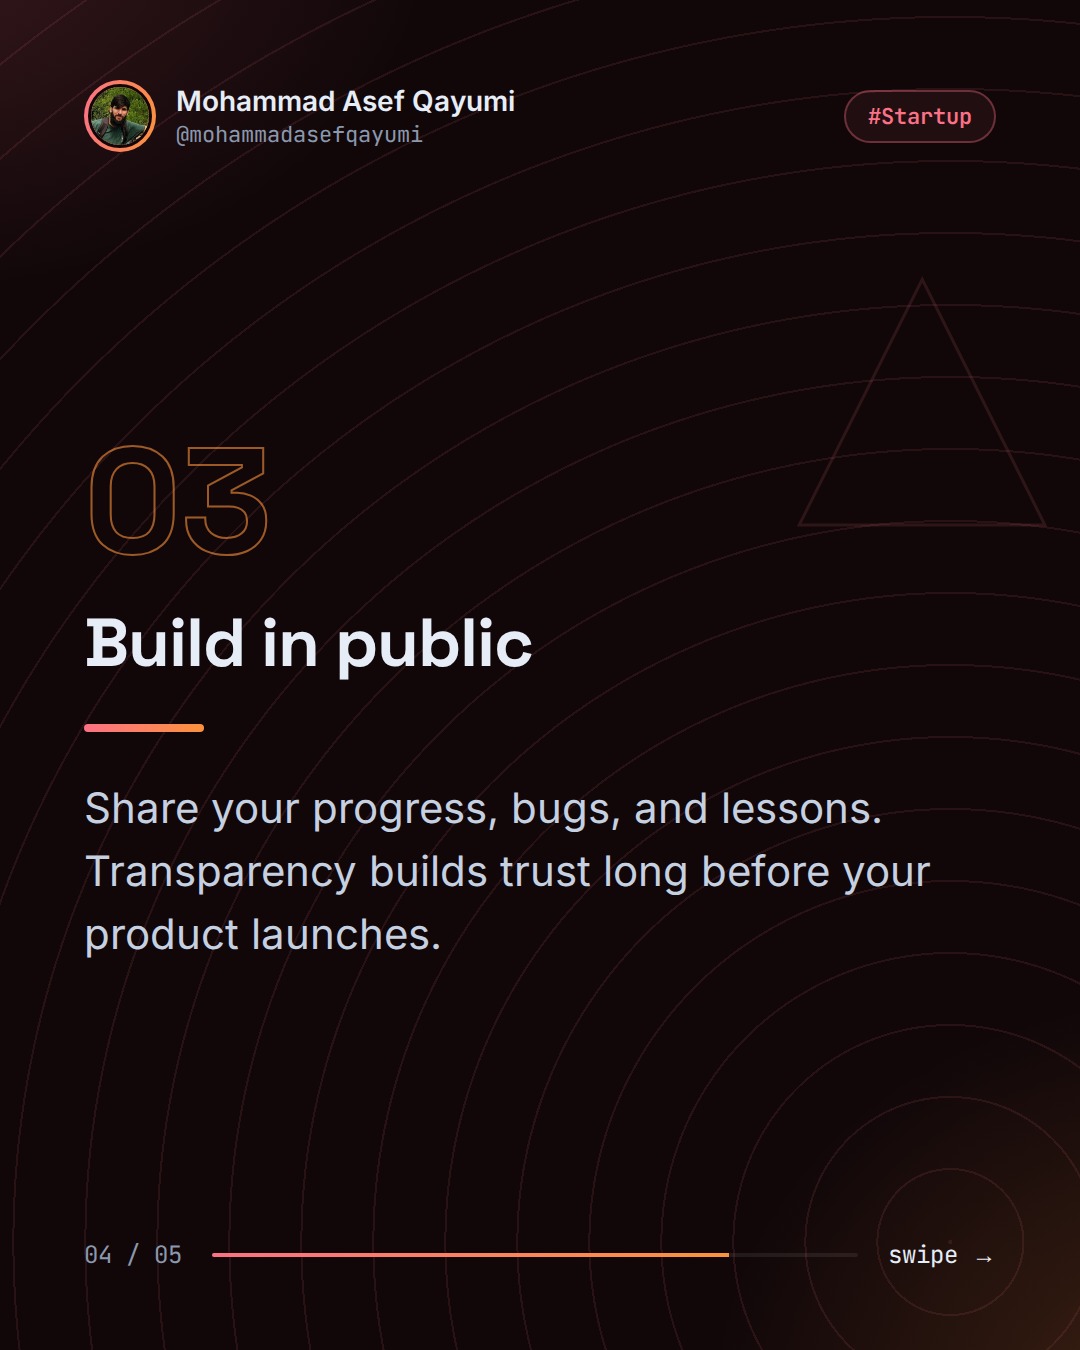 Mohammad Asef Qayumi
@mohammadasefqayumi
#Startup
03
Build in public
Share your progress, bugs, and lessons.
Transparency builds trust long before your
product launches.
04 / 05
swipe →